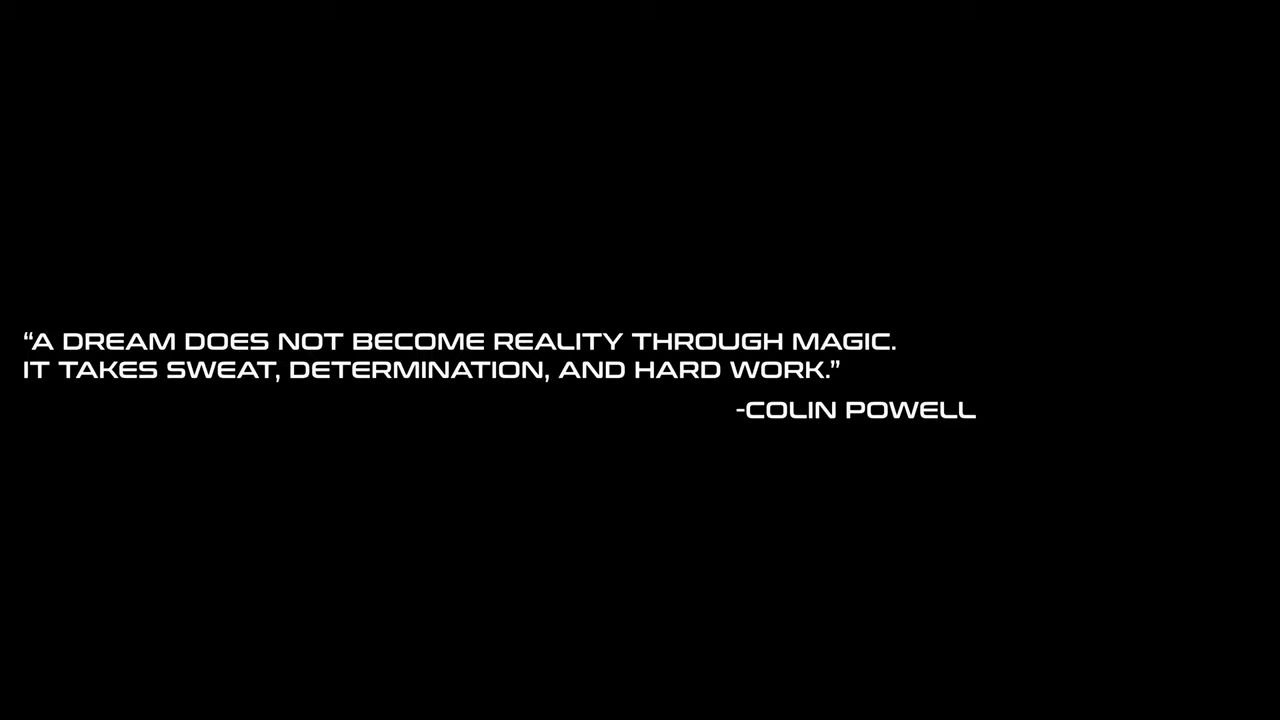 “A DREAM DOES NOT BECOME REALITY THROUGH MAGIC.
IT TAKES SWEAT, DETERMINATION, AND HARD WORK.”
-COLIN POWELL